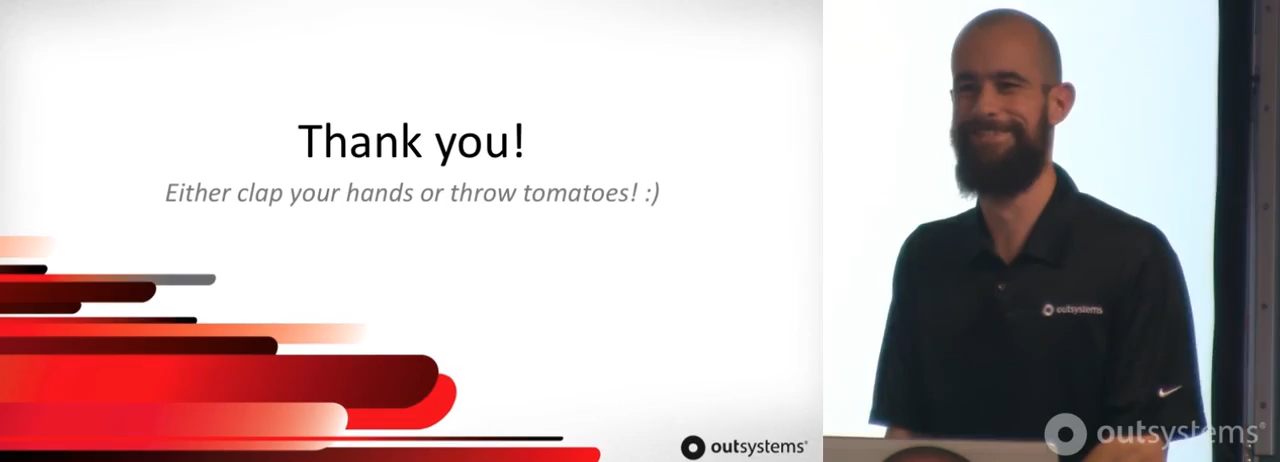 Thank you!
Either clap your hands or throw tomatoes! :)
outsystems®
outsystems
outsystems®